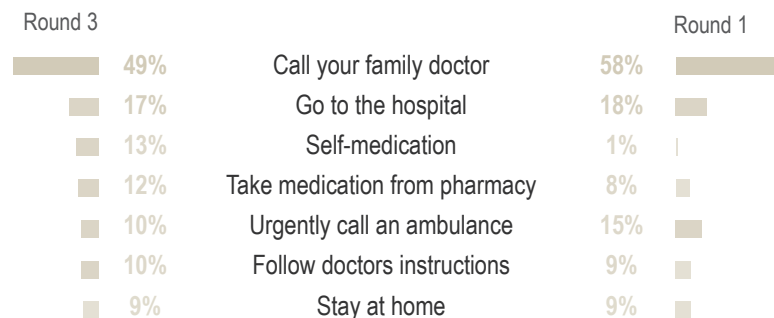 Round 3 Round 1
49% Call your family doctor 58%
17% Go to the hospital 18%
13% Self-medication 1%
12% Take medication from pharmacy 8%
10% Urgently call an ambulance 15%
10% Follow doctors instructions 9%
9% Stay at home 9%